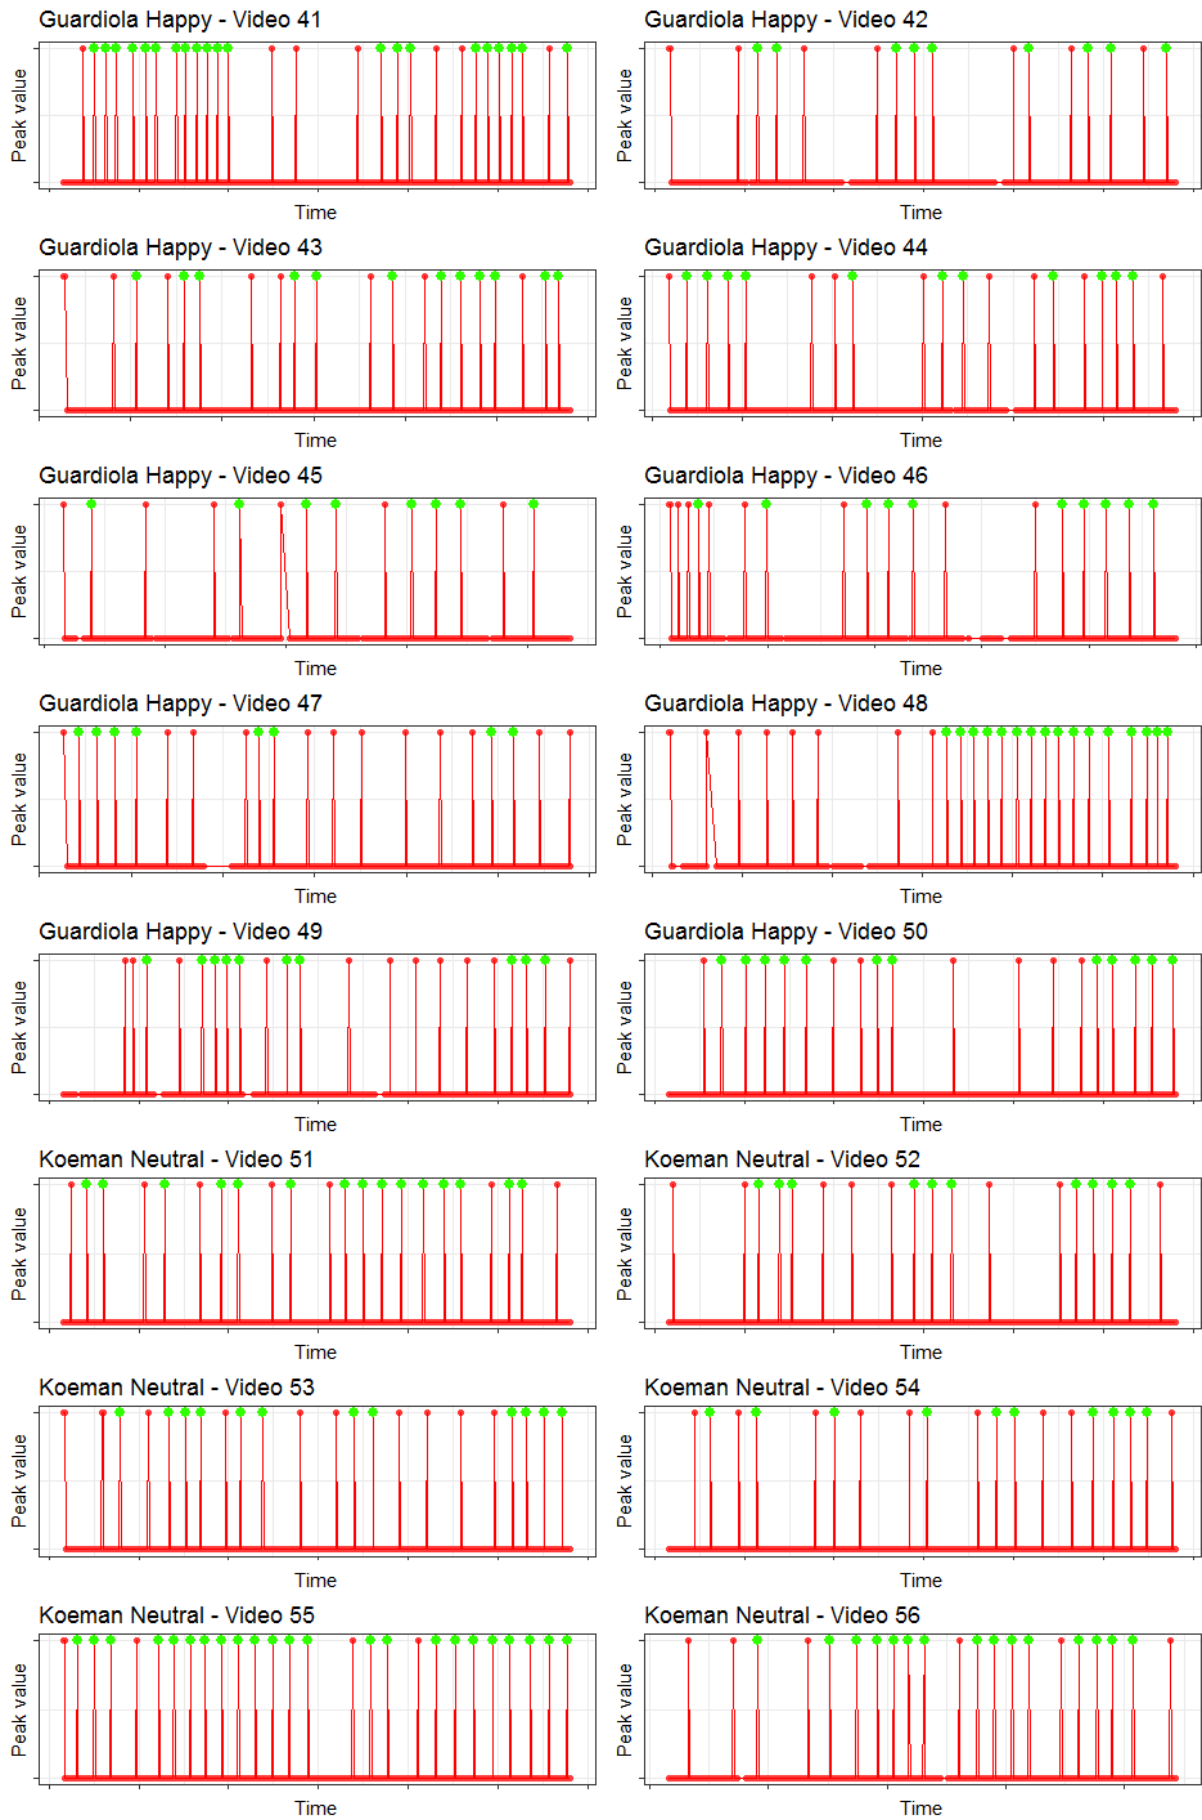 Guardiola Happy - Video 41
Peak value
Time
Guardiola Happy - Video 42
Peak value
Time
Guardiola Happy - Video 43
Peak value
Time
Guardiola Happy - Video 44
Peak value
Time
Guardiola Happy - Video 45
Peak value
Time
Guardiola Happy - Video 46
Peak value
Time
Guardiola Happy - Video 47
Peak value
Time
Guardiola Happy - Video 48
Peak value
Time
Guardiola Happy - Video 49
Peak value
Time
Guardiola Happy - Video 50
Peak value
Time
Koeman Neutral - Video 51
Peak value
Time
Koeman Neutral - Video 52
Peak value
Time
Koeman Neutral - Video 53
Peak value
Time
Koeman Neutral - Video 54
Peak value
Time
Koeman Neutral - Video 55
Peak value
Time
Koeman Neutral - Video 56
Peak value
Time